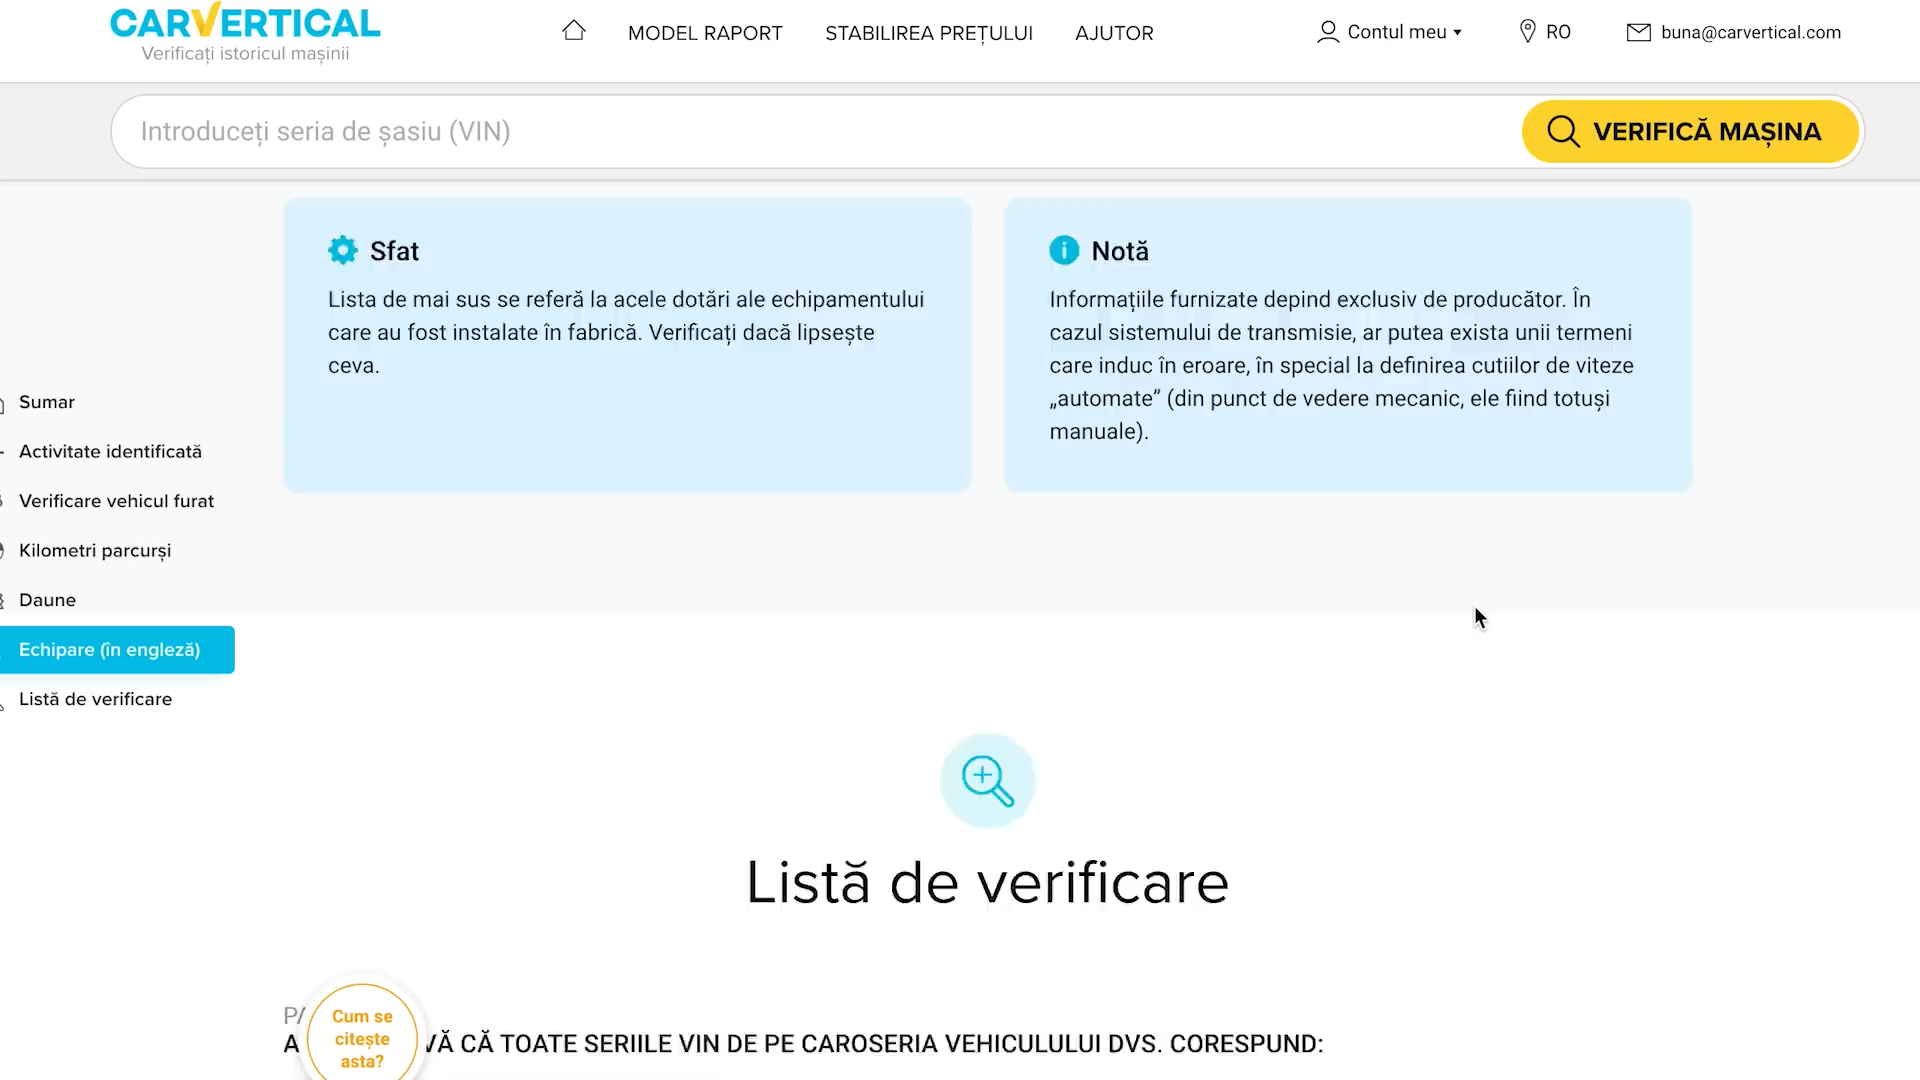 CARVERTICAL
Verificați istoricul mașinii
MODEL RAPORT
STABILIREA PREȚULUI
AJUTOR
Contul meu
RO
buna@carvertical.com
Introduceți seria de șasiu (VIN)
VERIFICĂ MAȘINA
Sfat
Lista de mai sus se referă la acele dotări ale echipamentului
care au fost instalate în fabrică. Verificați dacă lipsește
ceva.
Notă
Informațiile furnizate depind exclusiv de producător. În
cazul sistemului de transmisie, ar putea exista unii termeni
care induc în eroare, în special la definirea cutiilor de viteze
„automate” (din punct de vedere mecanic, ele fiind totuși
manuale).
Sumar
Activitate identificată
Verificare vehicul furat
Kilometri parcurși
Daune
Echipare (în engleză)
Listă de verificare
Listă de verificare
CĂ TOATE SERIILE VIN DE PE CAROSERIA VEHICULULUI DVS. CORESPUND:
Cum se
citește
asta?